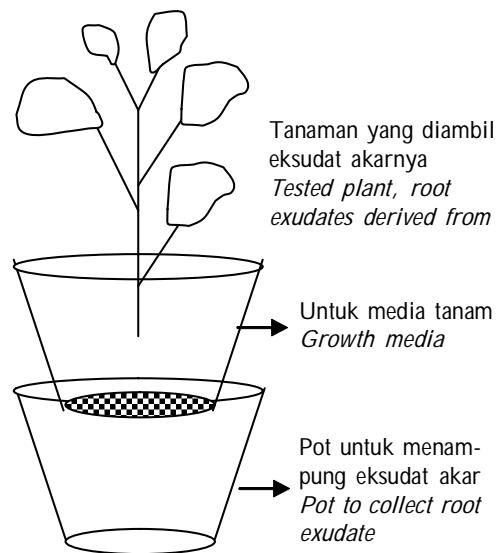 Tanaman yang diambil
eksudat akarnya
Tested plant, root
exudates derived from
Untuk media tanam
Growth media
Pot untuk menam-
pung eksudat akar
Pot to collect root
exudate